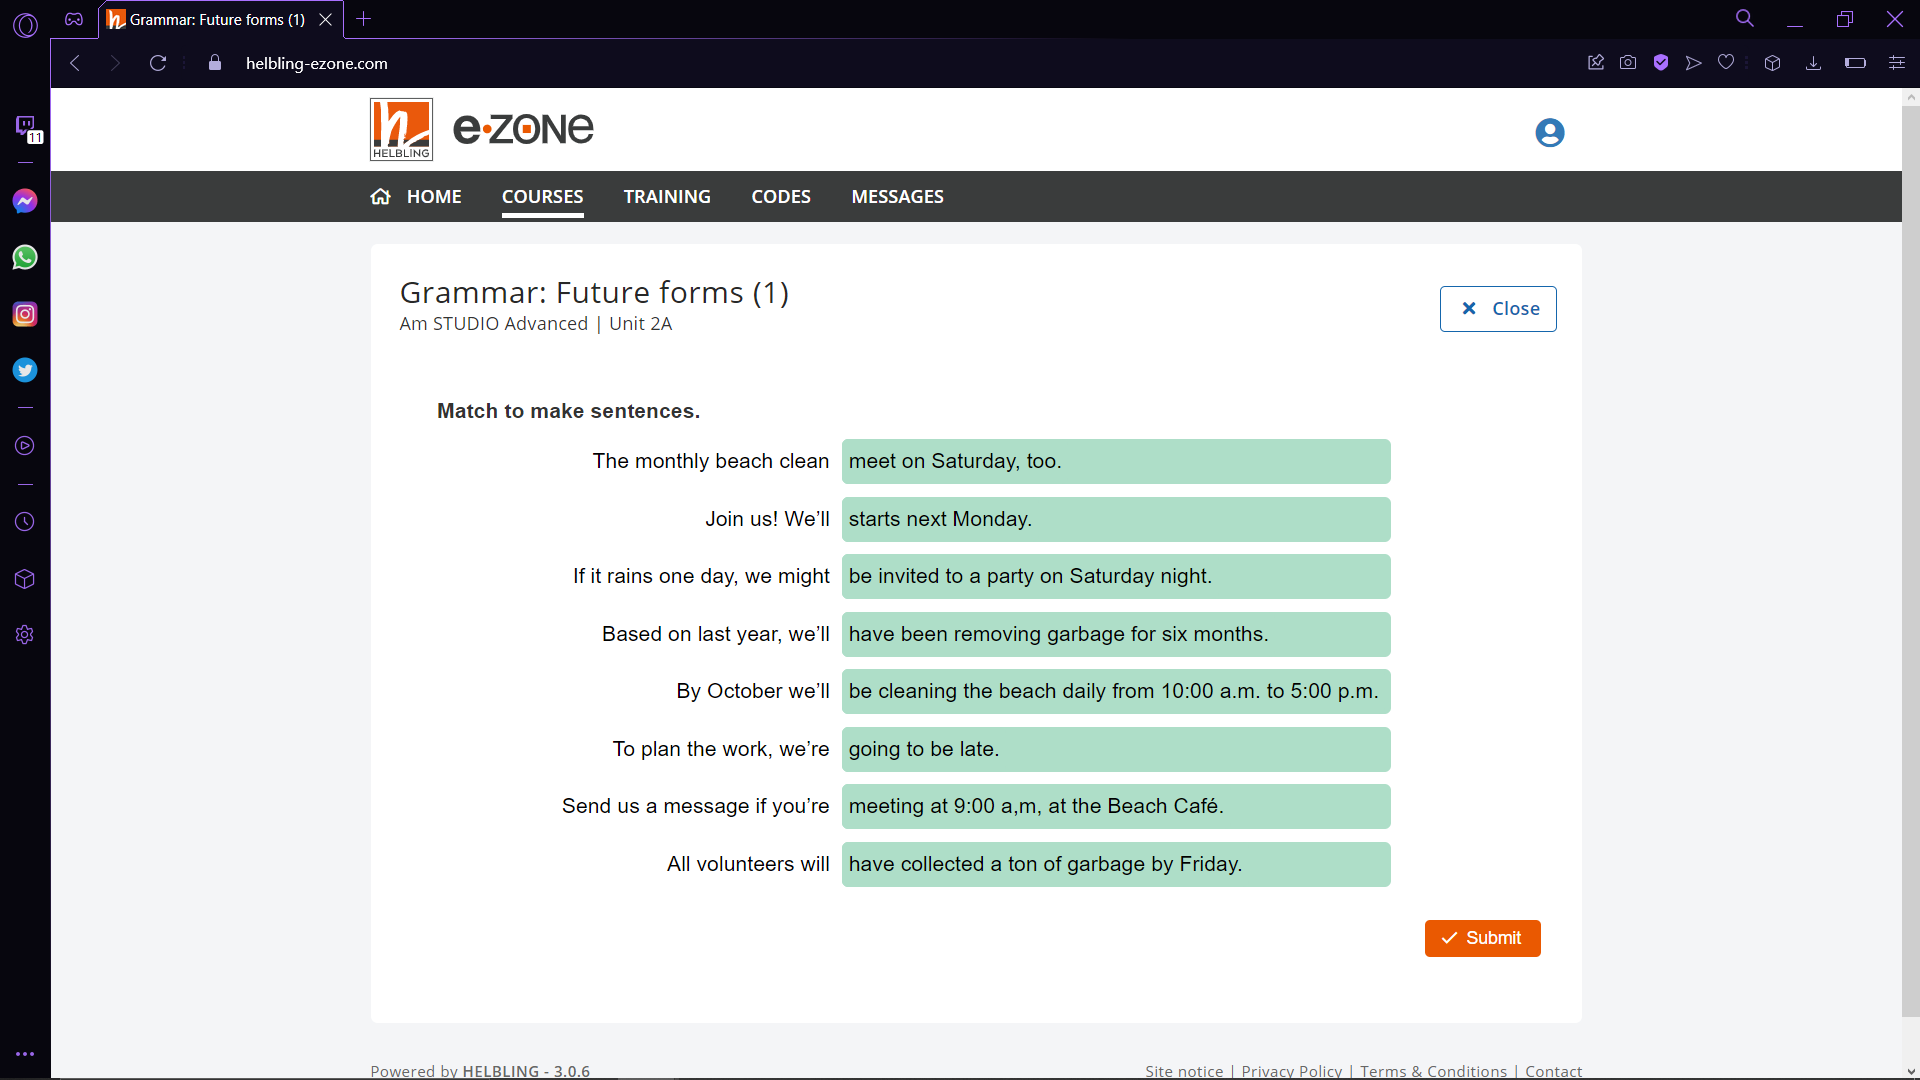 Grammar: Future forms (1)
helbling-ezone.com
11
HELBLING
e·zone
HOME COURSES TRAINING CODES MESSAGES
Grammar: Future forms (1)
Am STUDIO Advanced | Unit 2A
Close
Match to make sentences.
The monthly beach clean meet on Saturday, too.
Join us! We’ll starts next Monday.
If it rains one day, we might be invited to a party on Saturday night.
Based on last year, we’ll have been removing garbage for six months.
By October we’ll be cleaning the beach daily from 10:00 a.m. to 5:00 p.m.
To plan the work, we’re going to be late.
Send us a message if you’re meeting at 9:00 a,m, at the Beach Café.
All volunteers will have collected a ton of garbage by Friday.
Submit
Powered by HELBLING - 3.0.6
Site notice | Privacy Policy | Terms & Conditions | Contact